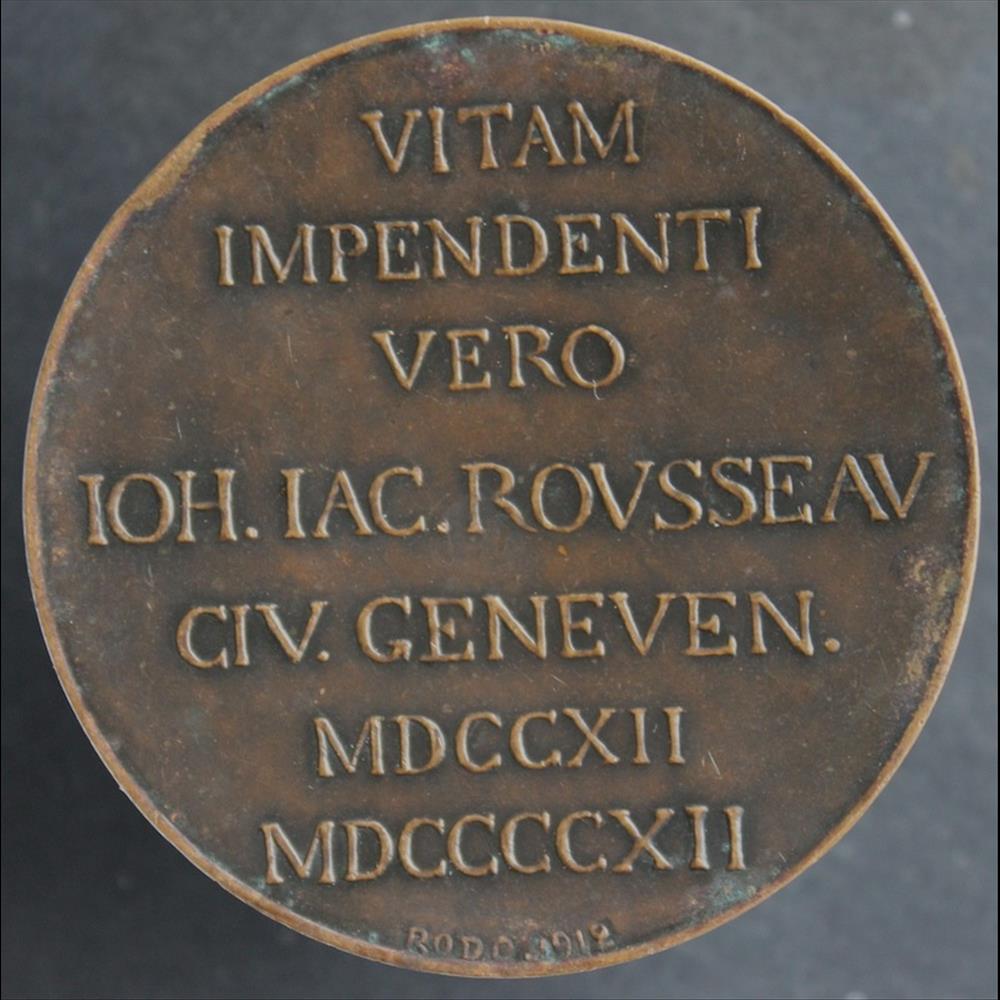 VITAM
IMPENDENTI
VERO
IOH. IAC. ROVSSEAV
CIV. GENEVEN.
MDCCXII
MDCCCCXII
RODO. 1912